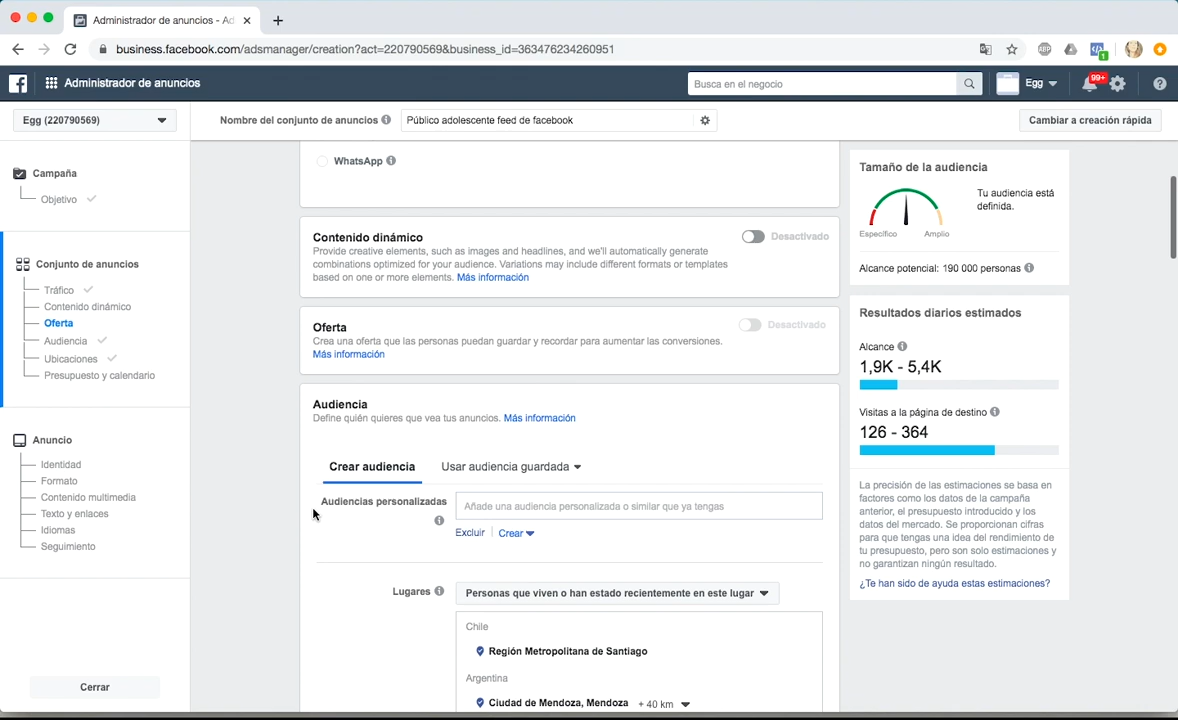 Administrador de anuncios - Ad
business.facebook.com/adsmanager/creation?act=220790569&business_id=363476234260951
ABP
1
Administrador de anuncios
Busca en el negocio
Egg
99+
Egg (220790569)
Nombre del conjunto de anuncios
Público adolescente feed de facebook
Cambiar a creación rápida
Campaña
Objetivo
Conjunto de anuncios
Tráfico
Contenido dinámico
Oferta
Audiencia
Ubicaciones
Presupuesto y calendario
Anuncio
Identidad
Formato
Contenido multimedia
Texto y enlaces
Idiomas
Seguimiento
Cerrar
WhatsApp
Contenido dinámico
Desactivado
Provide creative elements, such as images and headlines, and we'll automatically generate
combinations optimized for your audience. Variations may include different formats or templates
based on one or more elements. Más información
Oferta
Desactivado
Crea una oferta que las personas puedan guardar y recordar para aumentar las conversiones.
Más información
Audiencia
Define quién quieres que vea tus anuncios. Más información
Crear audiencia
Usar audiencia guardada
Audiencias personalizadas
Añade una audiencia personalizada o similar que ya tengas
Excluir
Crear
Lugares
Personas que viven o han estado recientemente en este lugar
Chile
Región Metropolitana de Santiago
Argentina
Ciudad de Mendoza, Mendoza + 40 km
Tamaño de la audiencia
Tu audiencia está
definida.
Específico
Amplio
Alcance potencial: 190 000 personas
Resultados diarios estimados
Alcance
1,9K - 5,4K
Visitas a la página de destino
126 - 364
La precisión de las estimaciones se basa en
factores como los datos de la campaña
anterior, el presupuesto introducido y los
datos del mercado. Se proporcionan cifras
para que tengas una idea del rendimiento de
tu presupuesto, pero son solo estimaciones y
no garantizan ningún resultado.
¿Te han sido de ayuda estas estimaciones?